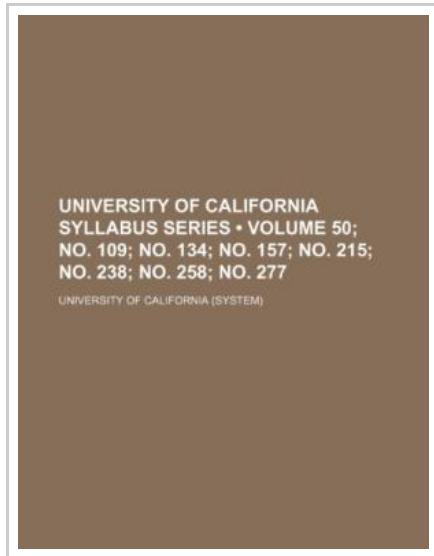 UNIVERSITY OF CALIFORNIA
SYLLABUS SERIES • VOLUME 50;
NO. 109; NO. 134; NO. 157; NO. 215;
NO. 238; NO. 258; NO. 277
UNIVERSITY OF CALIFORNIA (SYSTEM)